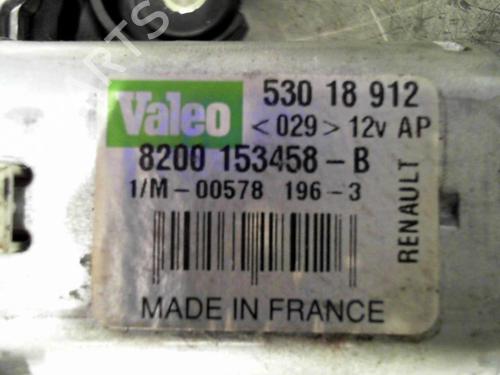 Valeo 530 18 912
<029> 12v AP
8200 153458-B
1/M-00578 196-3
RENAULT
MADE IN FRANCE